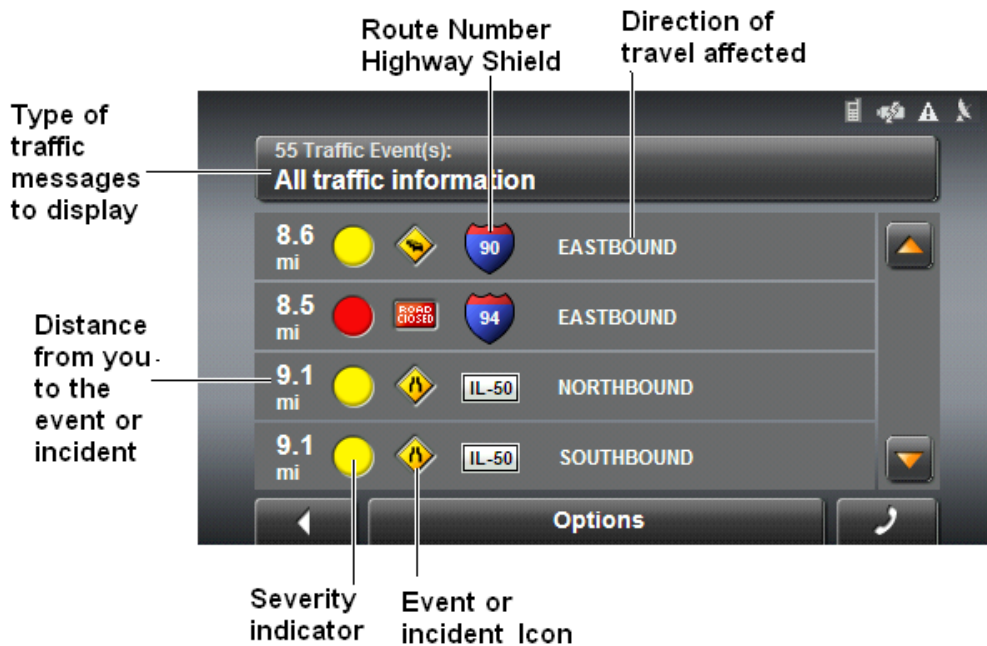 Route Number
Highway Shield
Direction of
travel affected
Type of
traffic
messages
to display
55 Traffic Event(s):
All traffic information
8.6
mi
90
EASTBOUND
8.5
mi
ROAD
CLOSED
94
EASTBOUND
Distance
from you
to the
event or
incident
9.1
mi
IL-50
NORTHBOUND
9.1
mi
IL-50
SOUTHBOUND
Options
Severity
indicator
Event or
incident Icon